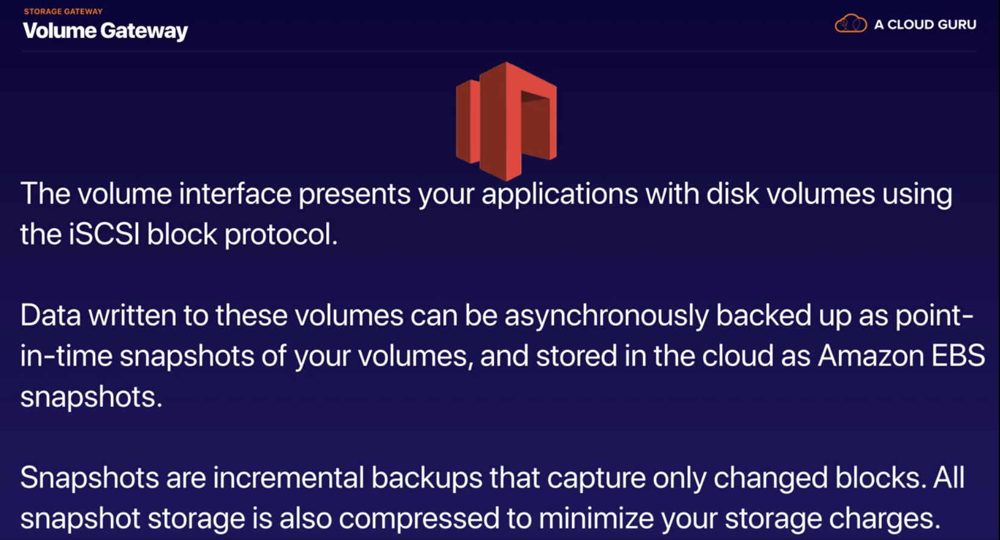 STORAGE GATEWAY
Volume Gateway
A CLOUD GURU
The volume interface presents your applications with disk volumes using
the iSCSI block protocol.
Data written to these volumes can be asynchronously backed up as point-
in-time snapshots of your volumes, and stored in the cloud as Amazon EBS
snapshots.
Snapshots are incremental backups that capture only changed blocks. All
snapshot storage is also compressed to minimize your storage charges.